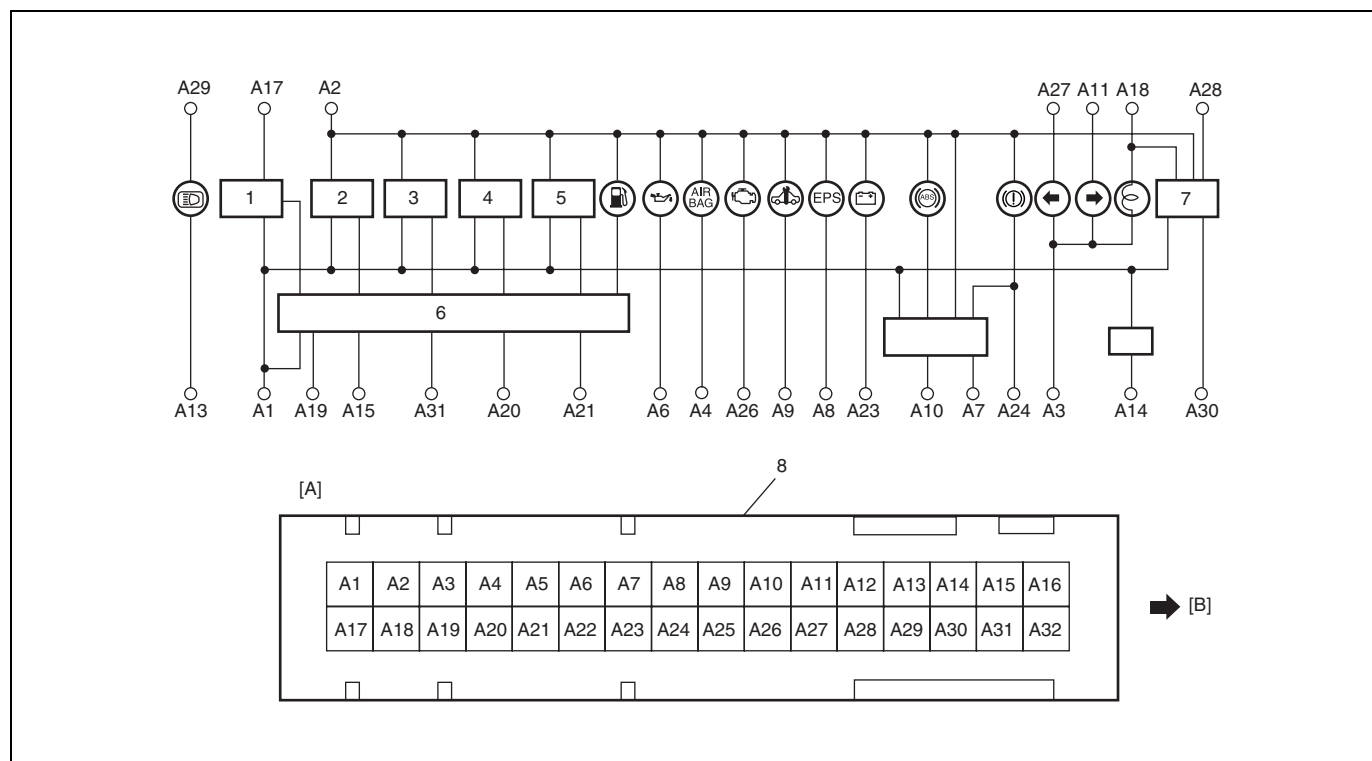 A29 A17 A2 A27 A11 A18 A28
1 2 3 4 5 AIR BAG EPS ABS 7
6
A13 A1 A19 A15 A31 A20 A21 A6 A4 A26 A9 A8 A23 A10 A7 A24 A3 A14 A30
8
[A]
A1 A2 A3 A4 A5 A6 A7 A8 A9 A10 A11 A12 A13 A14 A15 A16
[B]
A17 A18 A19 A20 A21 A22 A23 A24 A25 A26 A27 A28 A29 A30 A31 A32